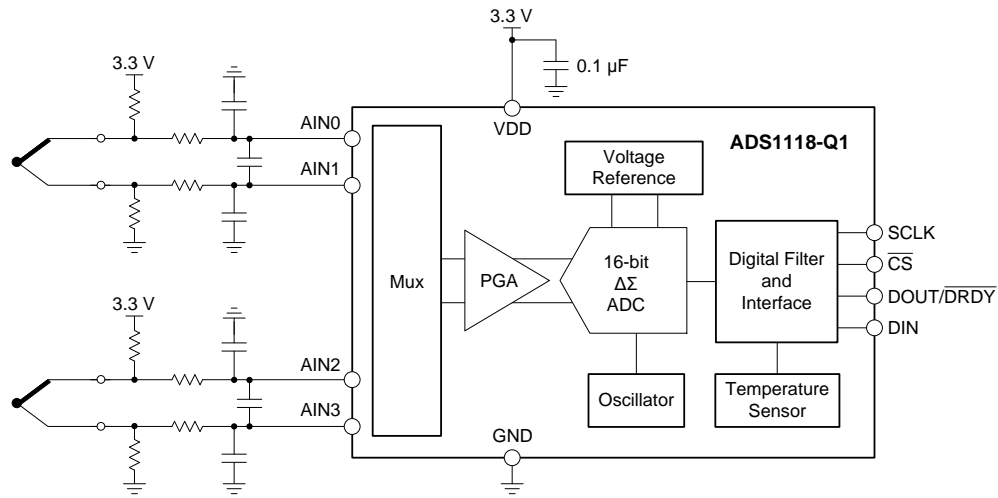 3.3 V
0.1 µF
3.3 V
AIN0
VDD
ADS1118-Q1
Voltage
Reference
AIN1
SCLK
Mux
PGA
16-bit
ΔΣ
ADC
Digital Filter
and
Interface
CS
DOUT/DRDY
DIN
3.3 V
AIN2
Oscillator
Temperature
Sensor
AIN3
GND